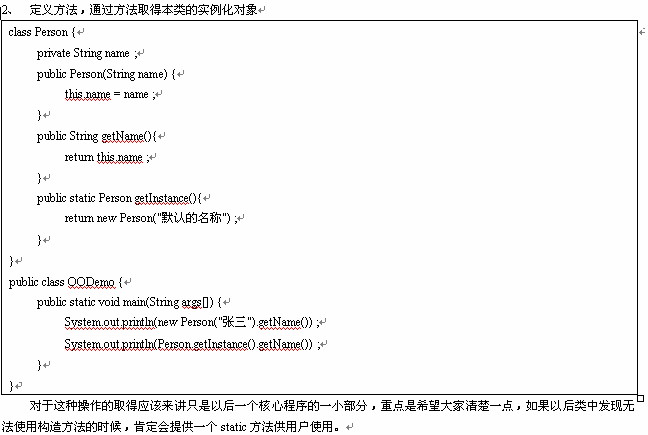 2、 定义方法，通过方法取得本类的实例化对象
class Person {
private String name ;
public Person(String name) {
this.name = name ;
}
public String getName(){
return this.name ;
}
public static Person getInstance(){
return new Person("默认的名称") ;
}
}
public class OODemo {
public static void main(String args[]) {
System.out.println(new Person("张三").getName()) ;
System.out.println(Person.getInstance().getName()) ;
}
}
对于这种操作的取得应该来讲只是以后一个核心程序的一小部分，重点是希望大家清楚一点，如果以后类中发现无
法使用构造方法的时候，肯定会提供一个 static 方法供用户使用。